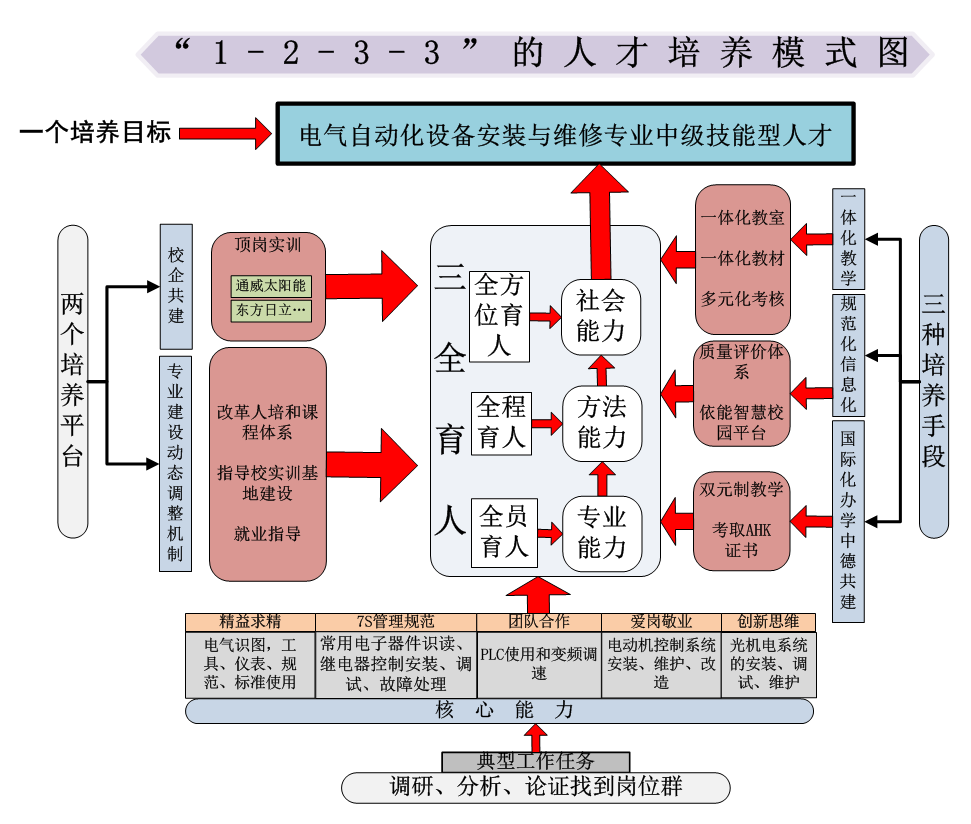 “1-2-3-3”的人才培养模式图
一个培养目标
电气自动化设备安装与维修专业中级技能型人才
两个培养平台
校企共建
专业建设动态调整机制
顶岗实训
通威太阳能
东方日立…
改革人培和课
程体系
指导校实训基
地建设
就业指导
三全育人
全方
位育
人
全程
育人
全员
育人
社会
能力
方法
能力
专业
能力
一体化教室
一体化教材
多元化考核
质量评价体
系
依能智慧校
园平台
双元制教学
考取AHK
证书
一体化教学
规范化信息化
国际化办学中德共建
三种培养手段
精益求精
7S管理规范
团队合作
爱岗敬业
创新思维
电气识图，工
具、仪表、规
范、标准使用
常用电子器件识读、
继电器控制安装、调
试、故障处理
PLC使用和变频调
速
电动机控制系统
安装、维护、改
造
光机电系统
的安装、调
试、维护
核心能力
典型工作任务
调研、分析、论证找到岗位群